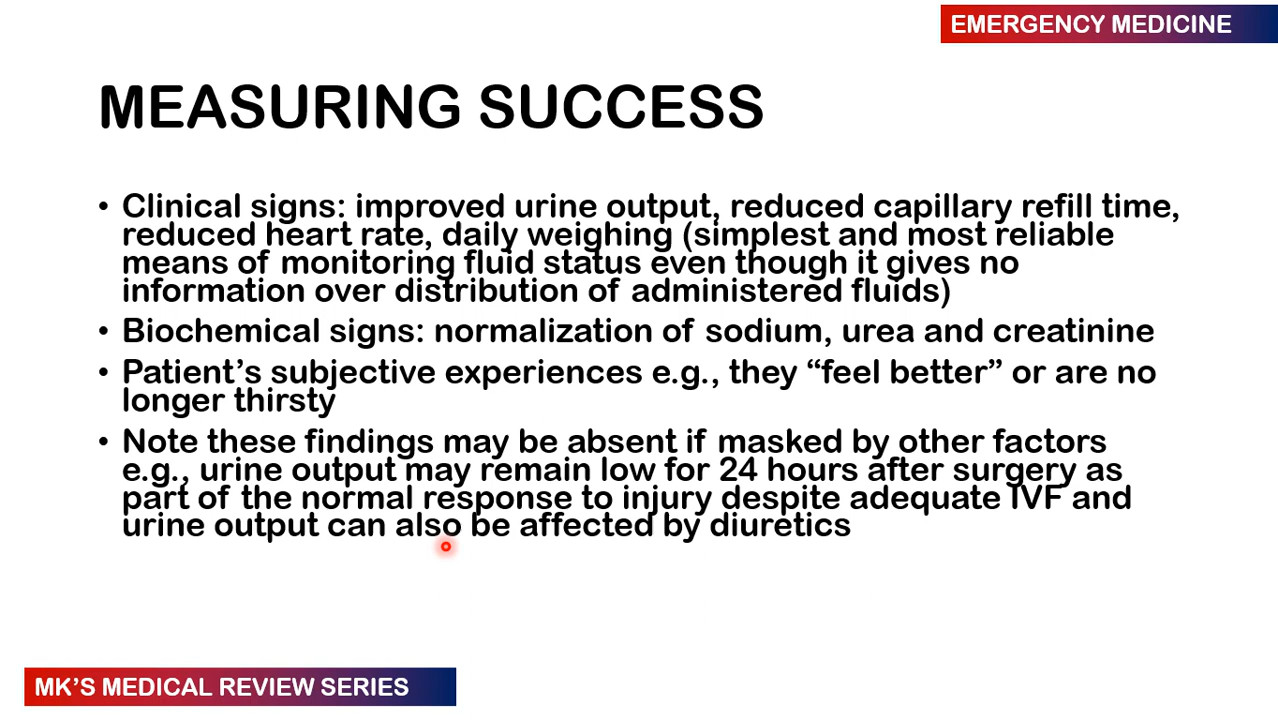 EMERGENCY MEDICINE
MEASURING SUCCESS
• Clinical signs: improved urine output, reduced capillary refill time,
reduced heart rate, daily weighing (simplest and most reliable
means of monitoring fluid status even though it gives no
information over distribution of administered fluids)
• Biochemical signs: normalization of sodium, urea and creatinine
• Patient’s subjective experiences e.g., they “feel better” or are no
longer thirsty
• Note these findings may be absent if masked by other factors
e.g., urine output may remain low for 24 hours after surgery as
part of the normal response to injury despite adequate IVF and
urine output can also be affected by diuretics
MK’S MEDICAL REVIEW SERIES